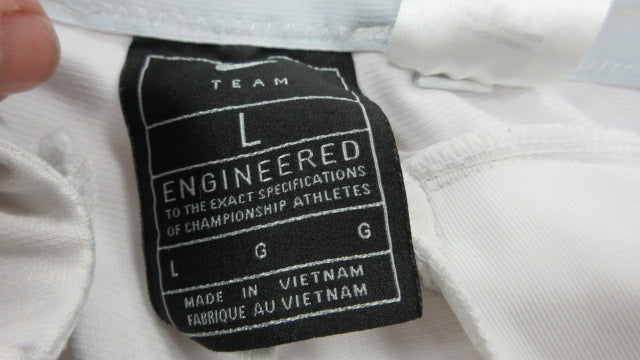 TEAM
L
ENGINEERED
TO THE EXACT SPECIFICATIONS
OF CHAMPIONSHIP ATHLETES
L G G
MADE IN VIETNAM
FABRIQUE AU VIETNAM